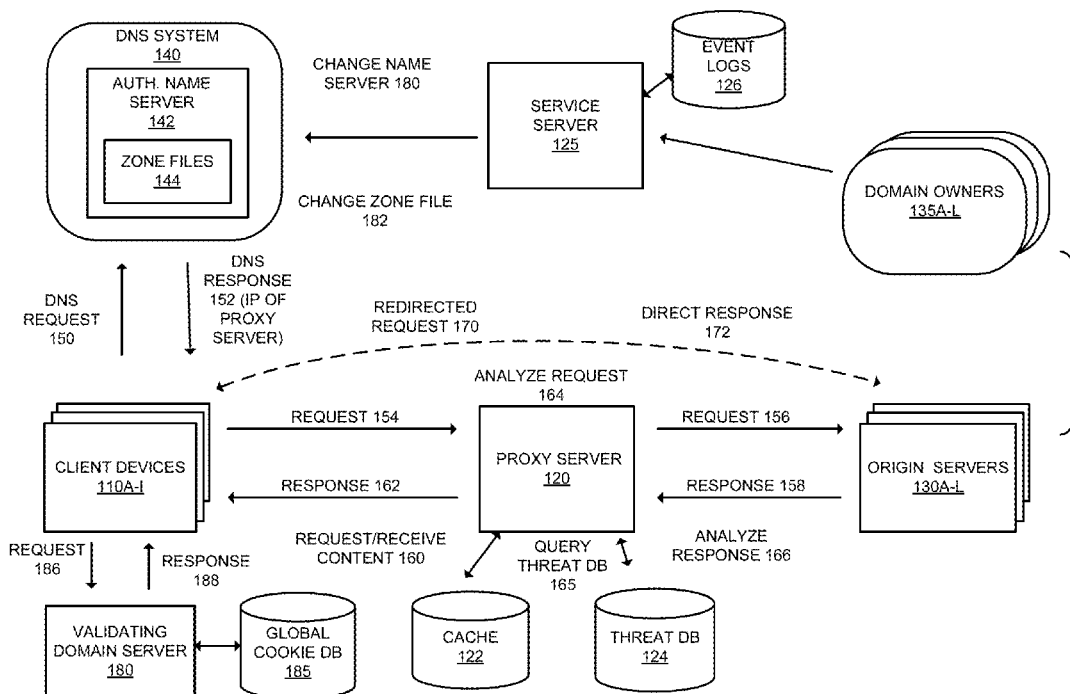 DNS SYSTEM
140
AUTH. NAME
SERVER
142
ZONE FILES
144
CHANGE NAME
SERVER 180
CHANGE ZONE FILE
182
SERVICE
SERVER
125
EVENT
LOGS
126
DOMAIN OWNERS
135A-L
DNS
REQUEST
150
DNS
RESPONSE
152 (IP OF
PROXY
SERVER)
REDIRECTED
REQUEST 170
DIRECT RESPONSE
172
ANALYZE REQUEST
164
CLIENT DEVICES
110A-I
REQUEST 154
PROXY SERVER
120
REQUEST 156
ORIGIN SERVERS
130A-L
RESPONSE 162
RESPONSE 158
REQUEST
186
RESPONSE
188
REQUEST/RECEIVE
CONTENT 160
QUERY
THREAT DB
165
ANALYZE
RESPONSE 166
VALIDATING
DOMAIN SERVER
180
GLOBAL
COOKIE DB
185
CACHE
122
THREAT DB
124